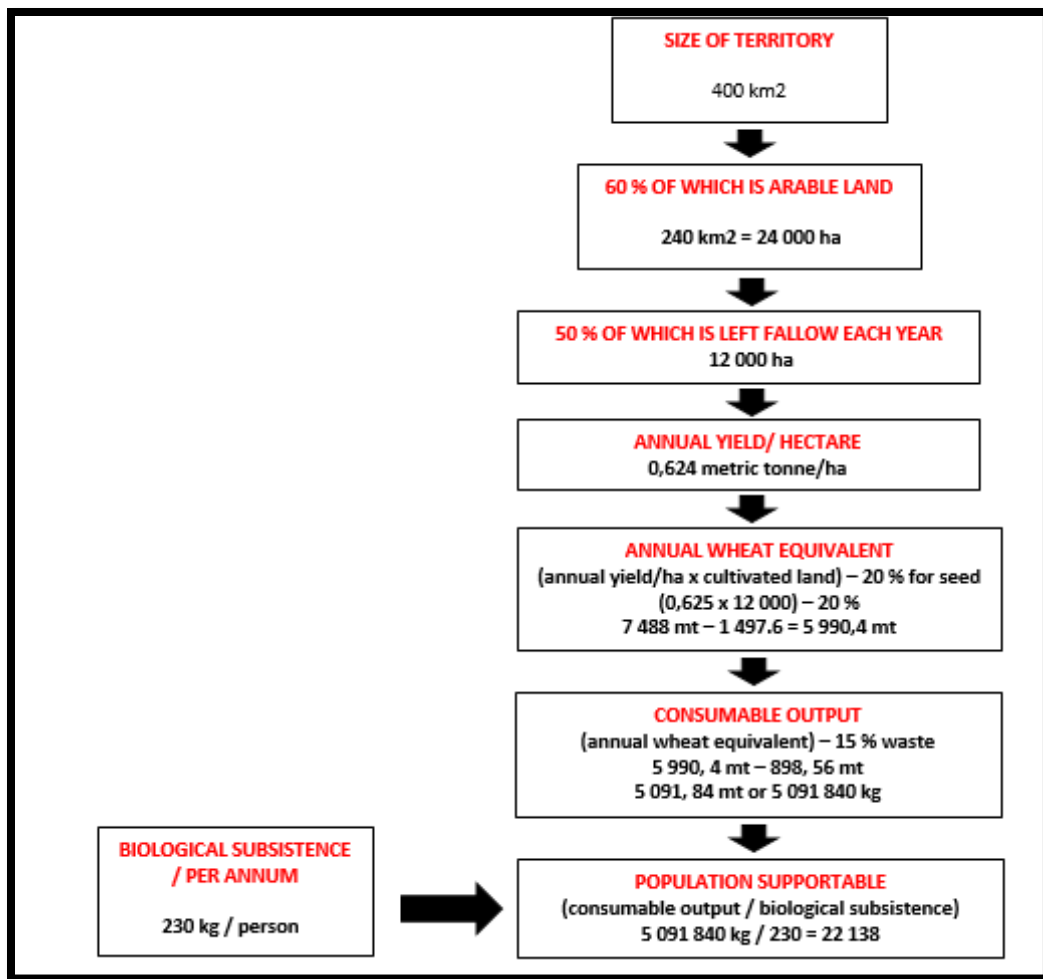 SIZE OF TERRITORY
400 km2
60 % OF WHICH IS ARABLE LAND
240 km2 = 24 000 ha
50 % OF WHICH IS LEFT FALLOW EACH YEAR
12 000 ha
ANNUAL YIELD/ HECTARE
0,624 metric tonne/ha
ANNUAL WHEAT EQUIVALENT
(annual yield/ha x cultivated land) – 20 % for seed
(0,625 x 12 000) – 20 %
7 488 mt – 1 497.6 = 5 990,4 mt
CONSUMABLE OUTPUT
(annual wheat equivalent) – 15 % waste
5 990, 4 mt – 898, 56 mt
5 091, 84 mt or 5 091 840 kg
BIOLOGICAL SUBSISTENCE
/ PER ANNUM
230 kg / person
POPULATION SUPPORTABLE
(consumable output / biological subsistence)
5 091 840 kg / 230 = 22 138